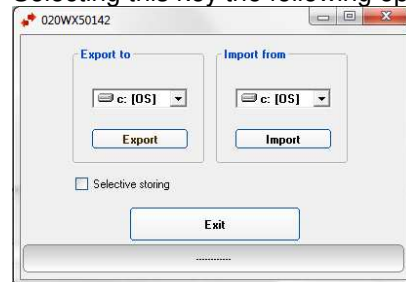 Selecting this key the following op
020WX50142
Export to
Import from
c: [OS]
c: [OS]
Export
Import
Selective storing
Exit
------------